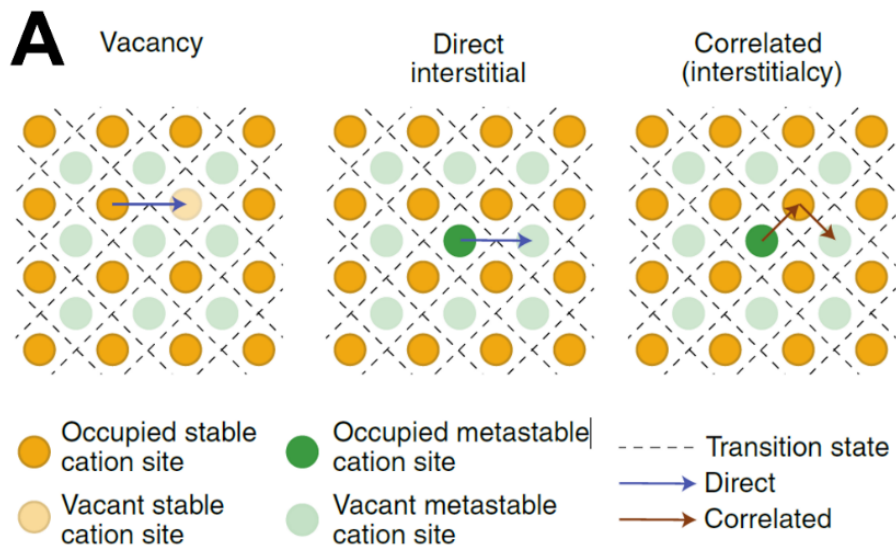 A
Vacancy
Direct
interstitial
Correlated
(interstitialcy)
Occupied stable
cation site
Vacant stable
cation site
Occupied metastable
cation site
Vacant metastable
cation site
Transition state
Direct
Correlated